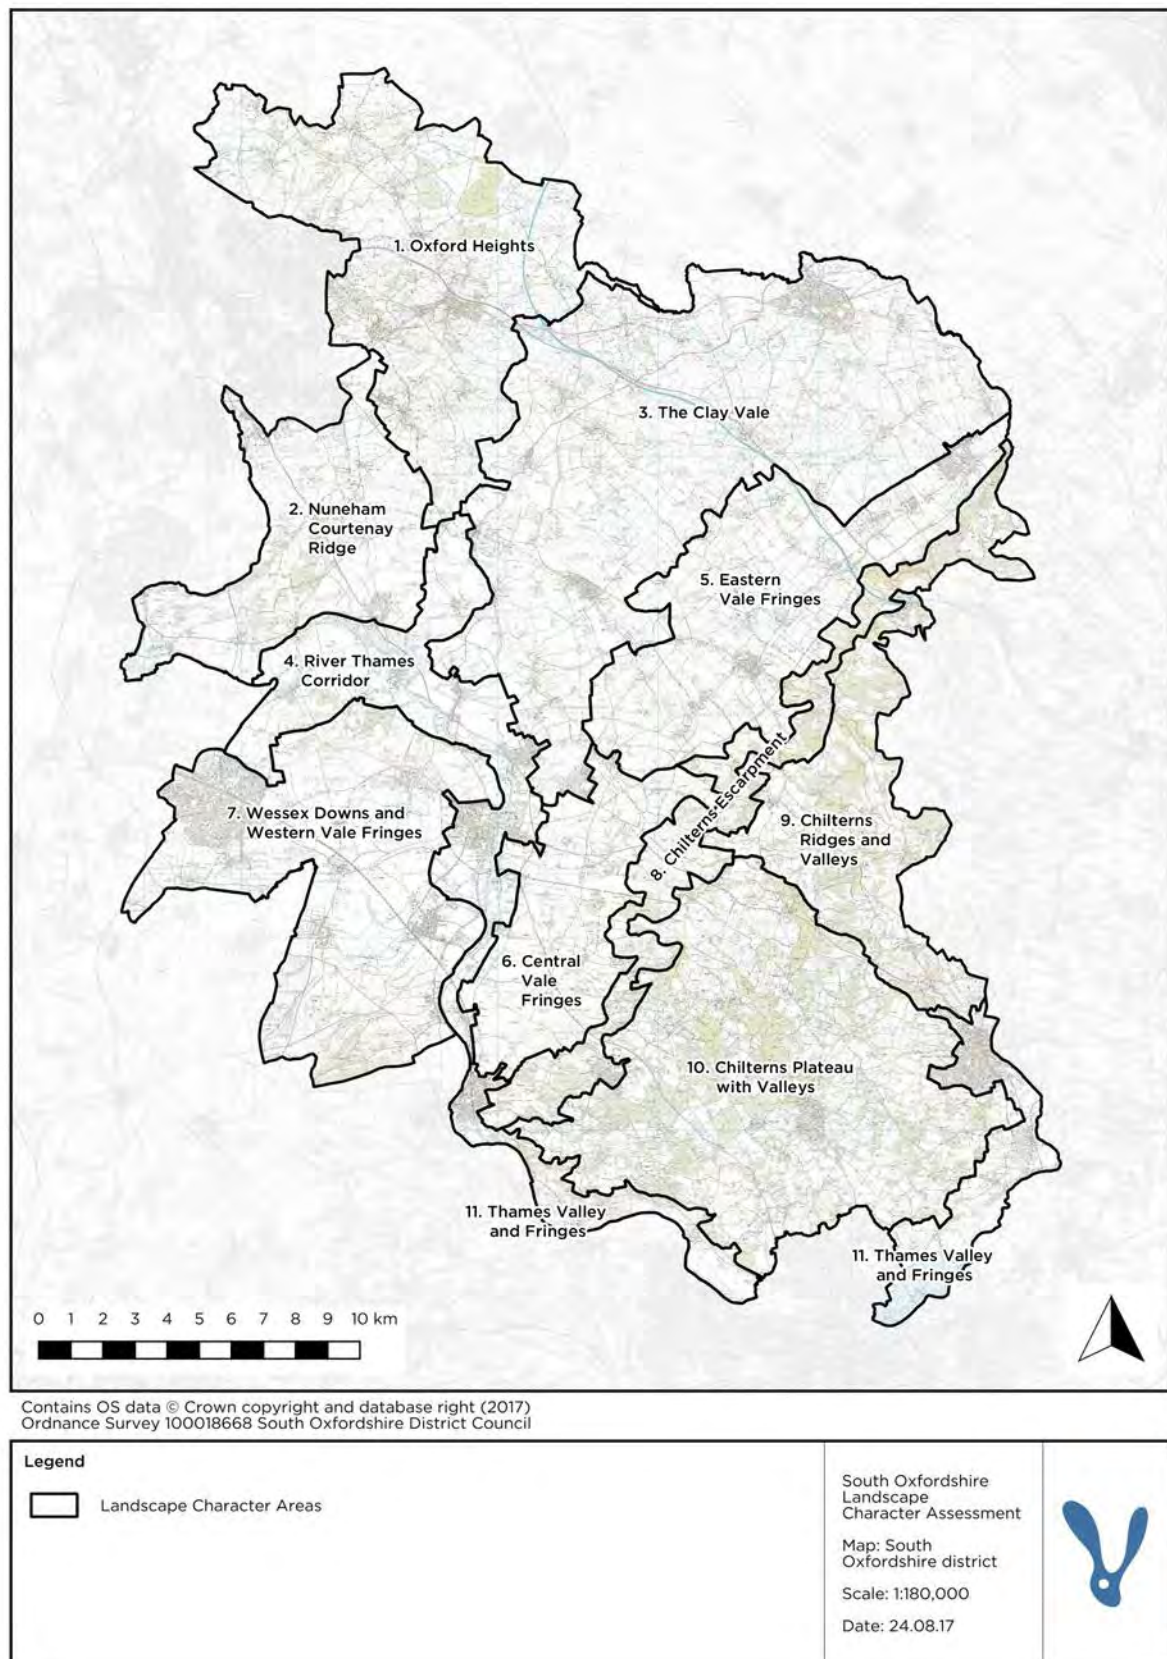 1. Oxford Heights
3. The Clay Vale
2. Nuneham
Courtenay
Ridge
5. Eastern
Vale Fringes
4. River Thames
Corridor
8. Chilterns Escarpment
7. Wessex Downs and
Western Vale Fringes
9. Chilterns
Ridges and
Valleys
6. Central
Vale
Fringes
10. Chilterns Plateau
with Valleys
11. Thames Valley
and Fringes
11. Thames Valley
and Fringes
0 1 2 3 4 5 6 7 8 9 10 km
Contains OS data © Crown copyright and database right (2017)
Ordnance Survey 100018668 South Oxfordshire District Council
Legend
Landscape Character Areas
South Oxfordshire
Landscape
Character Assessment
Map: South
Oxfordshire district
Scale: 1:180,000
Date: 24.08.17